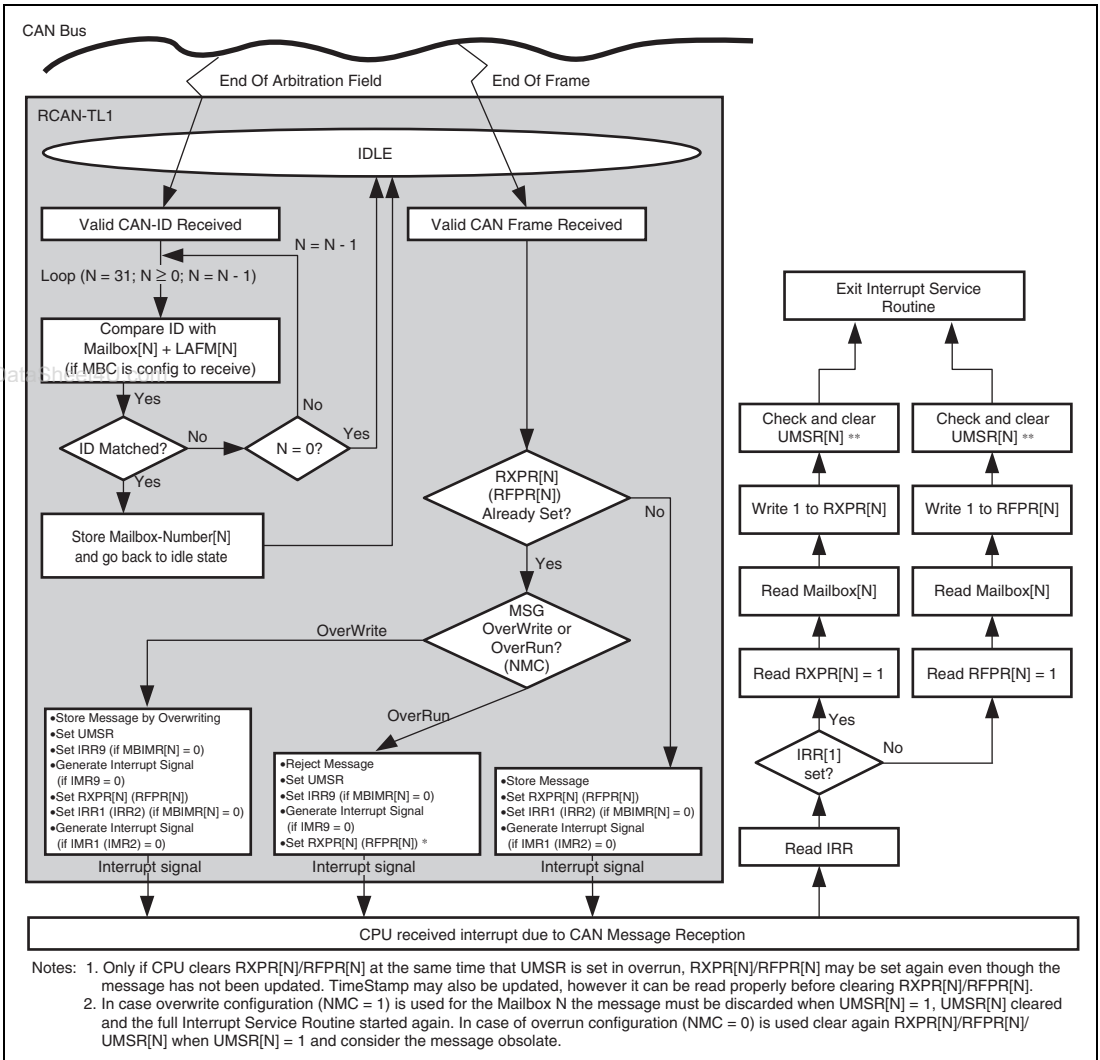 CAN Bus
End Of Arbitration Field
End Of Frame
RCAN-TL1
IDLE
Valid CAN-ID Received
Valid CAN Frame Received
N = N - 1
Loop (N = 31; N ≥ 0; N = N - 1)
Compare ID with
Mailbox[N] + LAFM[N]
(if MBC is config to receive)
Yes
No
ID Matched?
No
N = 0?
Yes
Yes
Store Mailbox-Number[N]
and go back to idle state
RXPR[N]
(RFPR[N])
Already Set?
No
Yes
MSG
OverWrite or
OverRun?
(NMC)
OverWrite
OverRun
•Store Message by Overwriting
•Set UMSR
•Set IRR9 (if MBIMR[N] = 0)
•Generate Interrupt Signal
(if IMR9 = 0)
•Set RXPR[N] (RFPR[N])
•Set IRR1 (IRR2) (if MBIMR[N] = 0)
•Generate Interrupt Signal
(if IMR1 (IMR2) = 0)
•Reject Message
•Set UMSR
•Set IRR9 (if MBIMR[N] = 0)
•Generate Interrupt Signal
(if IMR9 = 0)
•Set RXPR[N] (RFPR[N]) *
•Store Message
•Set RXPR[N] (RFPR[N])
•Set IRR1 (IRR2) (if MBIMR[N] = 0)
•Generate Interrupt Signal
(if IMR1 (IMR2) = 0)
Interrupt signal
Interrupt signal
Interrupt signal
Exit Interrupt Service
Routine
Check and clear
UMSR[N] **
Check and clear
UMSR[N] **
Write 1 to RXPR[N]
Write 1 to RFPR[N]
Read Mailbox[N]
Read Mailbox[N]
Read RXPR[N] = 1
Read RFPR[N] = 1
Yes
No
IRR[1]
set?
Read IRR
CPU received interrupt due to CAN Message Reception
Notes: 1. Only if CPU clears RXPR[N]/RFPR[N] at the same time that UMSR is set in overrun, RXPR[N]/RFPR[N] may be set again even though the
message has not been updated. TimeStamp may also be updated, however it can be read properly before clearing RXPR[N]/RFPR[N].
2. In case overwrite configuration (NMC = 1) is used for the Mailbox N the message must be discarded when UMSR[N] = 1, UMSR[N] cleared
and the full Interrupt Service Routine started again. In case of overrun configuration (NMC = 0) is used clear again RXPR[N]/RFPR[N]/
UMSR[N] when UMSR[N] = 1 and consider the message obsolate.